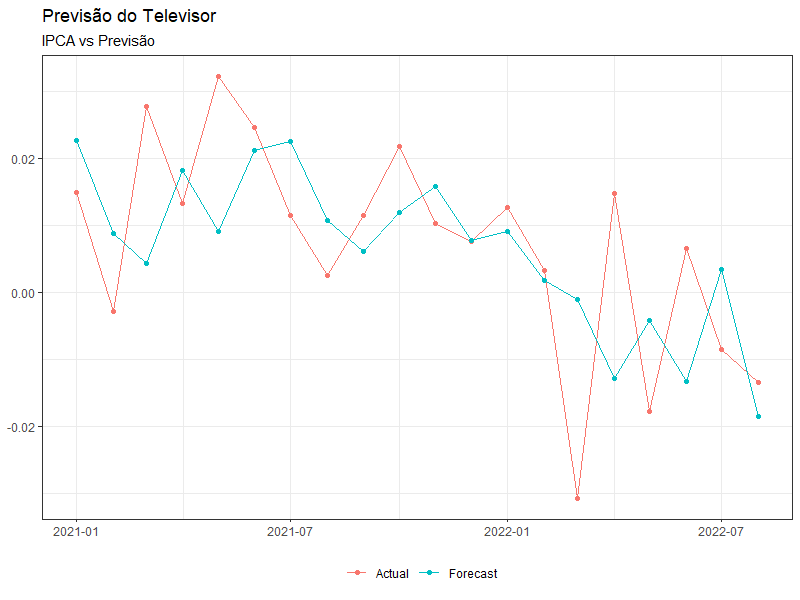 Previsão do Televisor
IPCA vs Previsão
0.02
0.00
-0.02
2021-01 2021-07 2022-01 2022-07
Actual Forecast